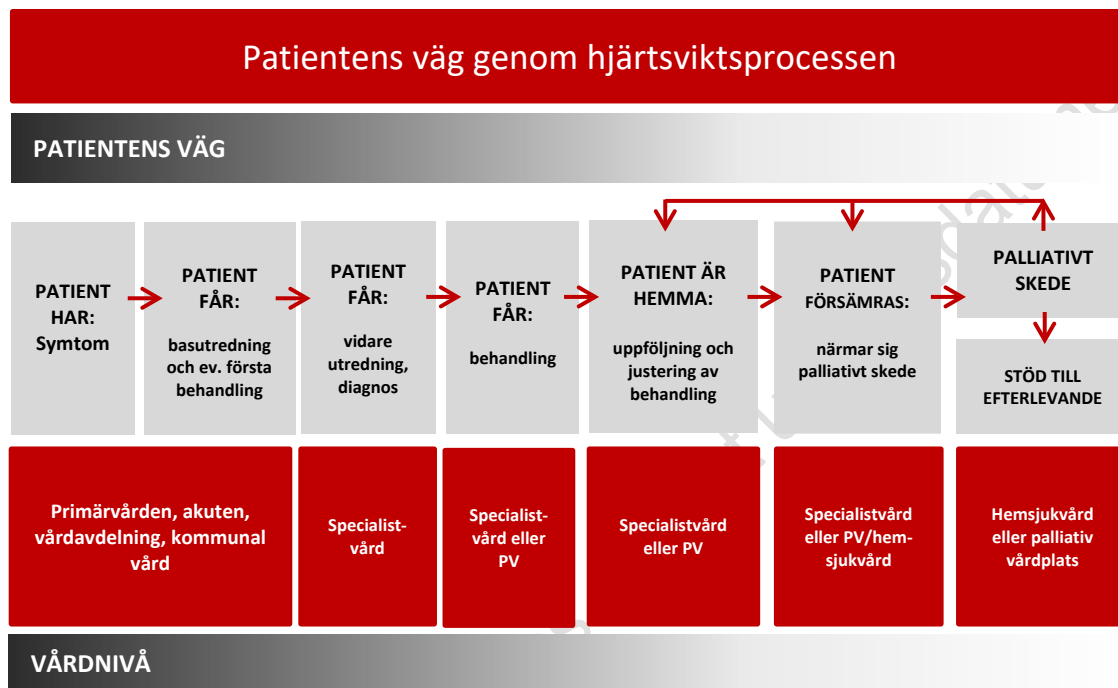 Patientens väg genom hjärtsviktsprocessen
PATIENTENS VÄG
PATIENT
HAR:
Symtom
PATIENT
FÅR:
basutredning
och ev. första
behandling
PATIENT
FÅR:
vidare
utredning,
diagnos
PATIENT
FÅR:
behandling
PATIENT ÄR
HEMMA:
uppföljning och
justering av
behandling
PATIENT
FÖRSÄMRAS:
närmar sig
palliativt skede
PALLIATIVT
SKEDE
STÖD TILL
EFTERLEVANDE
Primärvården, akuten,
vårdavdelning, kommunal
vård
Specialist-
vård
Specialist-
vård eller
PV
Specialistvård
eller PV
Specialistvård
eller PV/hem-
sjukvård
Hemsjukvård
eller palliativ
vårdplats
VÅRDNIVÅ